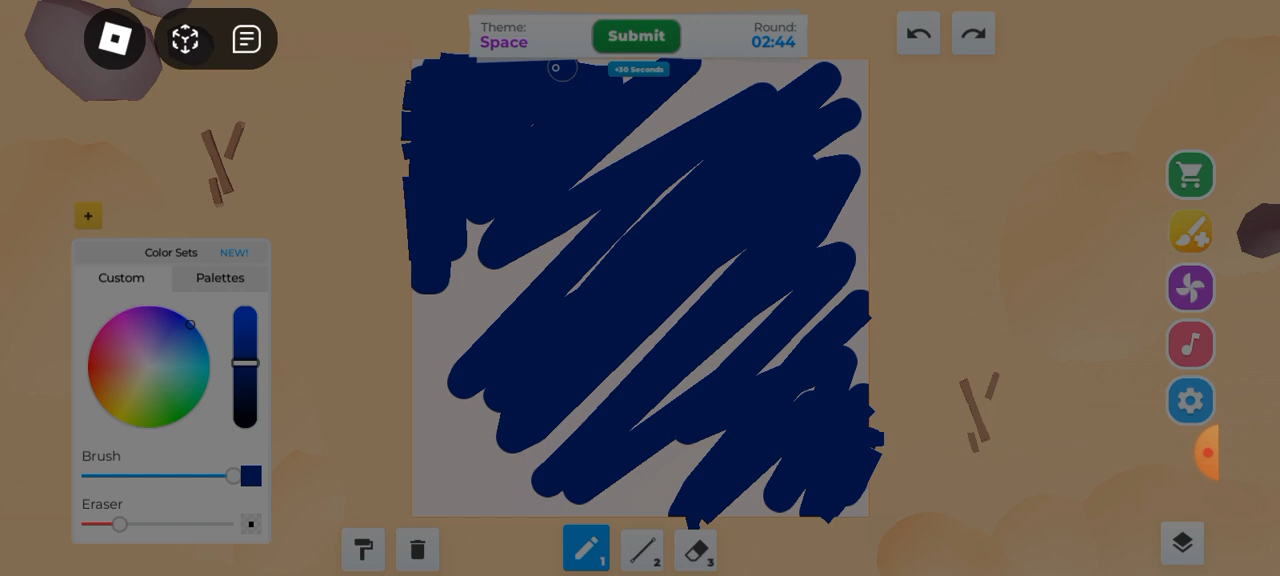 Theme:
Space
Submit
Round:
02:44
+30 Seconds
+
Color Sets NEW!
Custom Palettes
Brush
Eraser
1
2
3